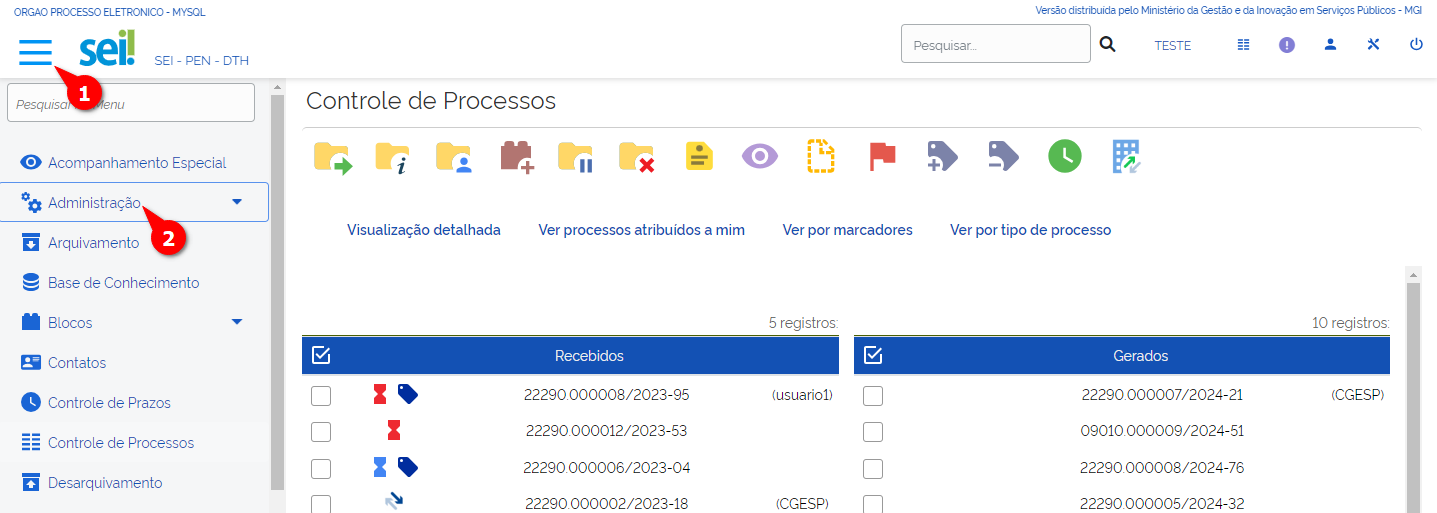 ORGAO PROCESSO ELETRONICO - MYSQL
Versão distribuida pelo Ministério da Gestão e da Inovação em Serviços Públicos - MGI
sei!
SEI - PEN - DTH
Pesquisar...
TESTE
1
Pesquisar Menu
Controle de Processos
Acompanhamento Especial
Administração
2
Arquivamento
Base de Conhecimento
Blocos
Contatos
Controle de Prazos
Controle de Processos
Desarquivamento
Visualização detalhada
Ver processos atribuídos a mim
Ver por marcadores
Ver por tipo de processo
5 registros:
Recebidos
22290.000008/2023-95 (usuario1)
22290.000012/2023-53
22290.000006/2023-04
22290.000002/2023-18 (CGESP)
10 registros:
Gerados
22290.000007/2024-21 (CGESP)
09010.000009/2024-51
22290.000008/2024-76
22290.000005/2024-32